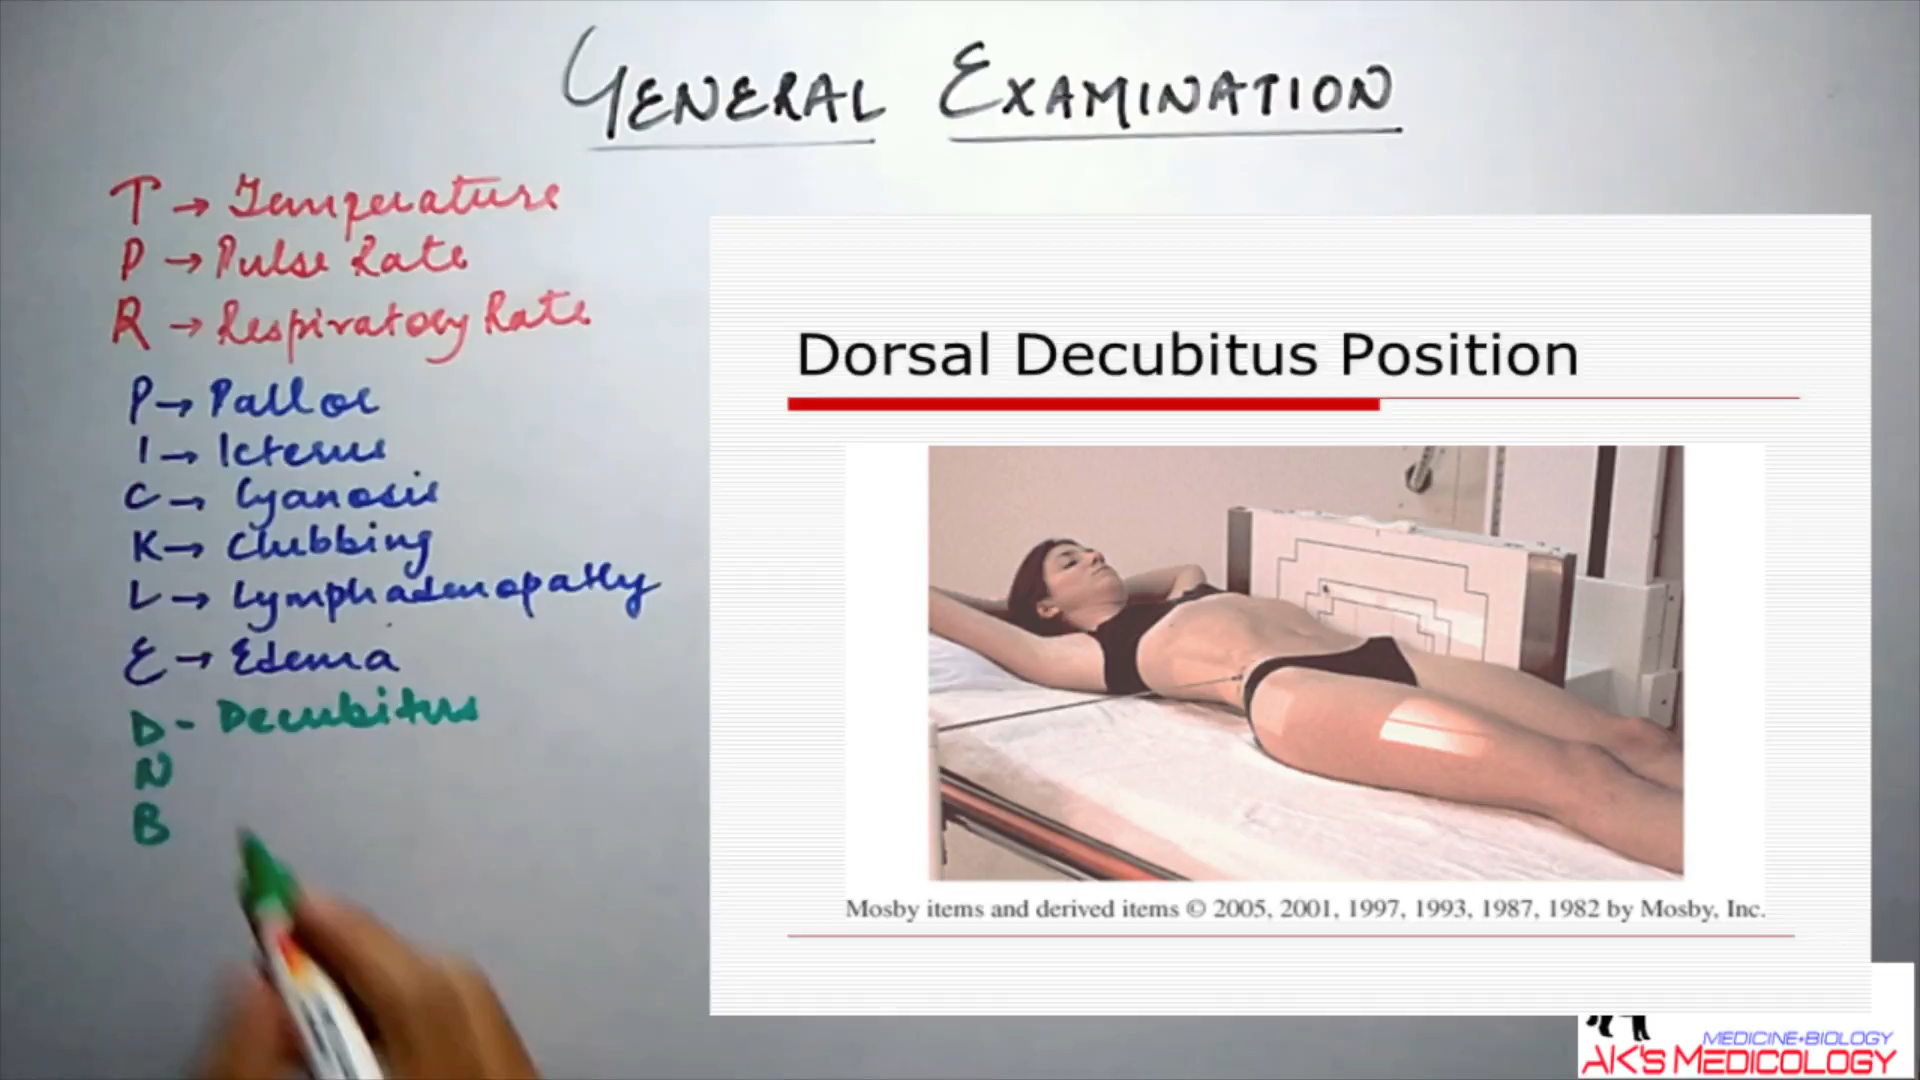 GENERAL EXAMINATION
T → Temperature
P → Pulse Rate
R → Respiratory Rate
P → Pallor
I → Icterus
C → Cyanosis
K → Clubbing
L → Lymphadenopathy
E → Edema
D - Decubitus
N
B
Dorsal Decubitus Position
Mosby items and derived items © 2005, 2001, 1997, 1993, 1987, 1982 by Mosby, Inc.
MEDICINE+BIOLOGY
AK'S MEDICOLOGY